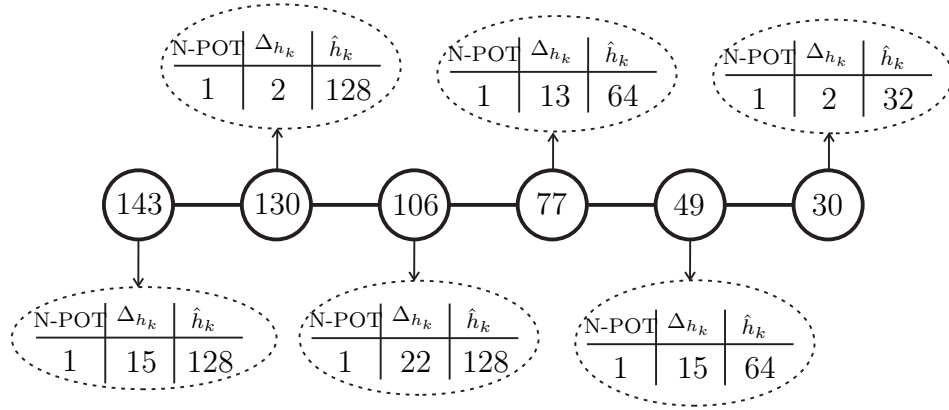 N-POT Δ_{h_k} ĥ_k
1 2 128
N-POT Δ_{h_k} ĥ_k
1 13 64
N-POT Δ_{h_k} ĥ_k
1 2 32
143 130 106 77 49 30
N-POT Δ_{h_k} ĥ_k
1 15 128
N-POT Δ_{h_k} ĥ_k
1 22 128
N-POT Δ_{h_k} ĥ_k
1 15 64